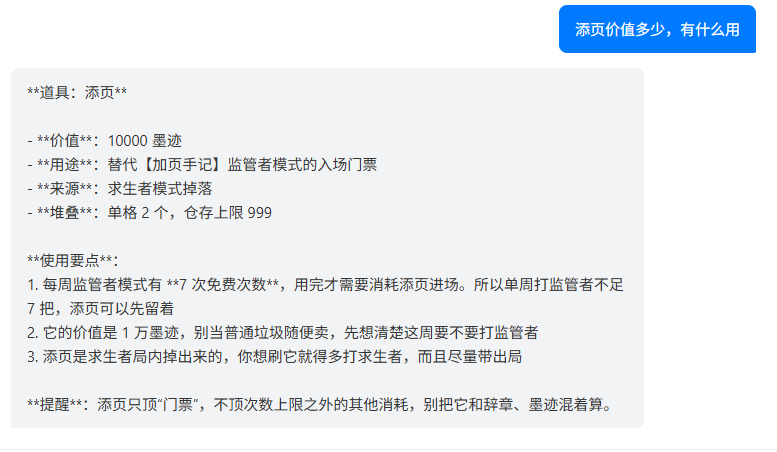 添页价值多少，有什么用
**道具：添页**
- **价值**：10000 墨迹
- **用途**：替代【加页手记】监管者模式的入场门票
- **来源**：求生者模式掉落
- **堆叠**：单格 2 个，仓存上限 999
**使用要点**：
1. 每周监管者模式有 **7 次免费次数**，用完才需要消耗添页进场。所以单周打监管者不足
7 把，添页可以先留着
2. 它的价值是 1 万墨迹，别当普通垃圾随便卖，先想清楚这周要不要打监管者
3. 添页是求生者局内掉出来的，你想刷它就得多打求生者，而且尽量带出局
**提醒**：添页只顶“门票”，不顶次数上限之外的其他消耗，别把它和辞章、墨迹混着算。